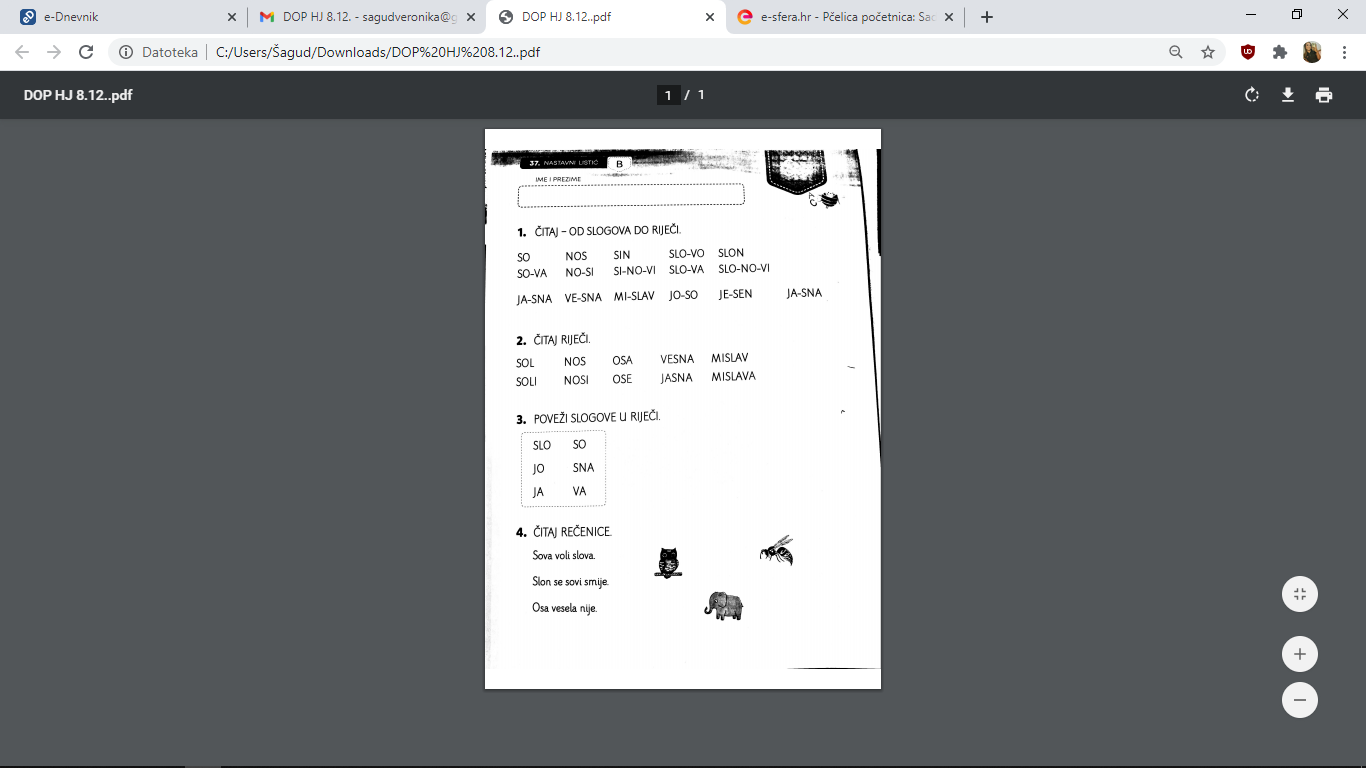 e-Dnevnik
DOP HJ 8.12. - sagudveronika@g
DOP HJ 8.12..pdf
e-sfera.hr - Pčelica početnica: Sac
Datoteka C:/Users/Šagud/Downloads/DOP%20HJ%208.12..pdf
DOP HJ 8.12..pdf
1 / 1
37. NASTAVNI LISTIĆ B
IME I PREZIME
1. ČITAJ – OD SLOGOVA DO RIJEČI.
SO NOS SIN SLO-VO SLON
SO-VA NO-SI SI-NO-VI SLO-VA SLO-NO-VI
JA-SNA VE-SNA MI-SLAV JO-SO JE-SEN JA-SNA
2. ČITAJ RIJEČI.
SOL NOS OSA VESNA MISLAV
SOLI NOSI OSE JASNA MISLAVA
3. POVEŽI SLOGOVE U RIJEČI.
SLO SO
JO SNA
JA VA
4. ČITAJ REČENICE.
Sova voli slova.
Slon se sovi smije.
Osa vesela nije.